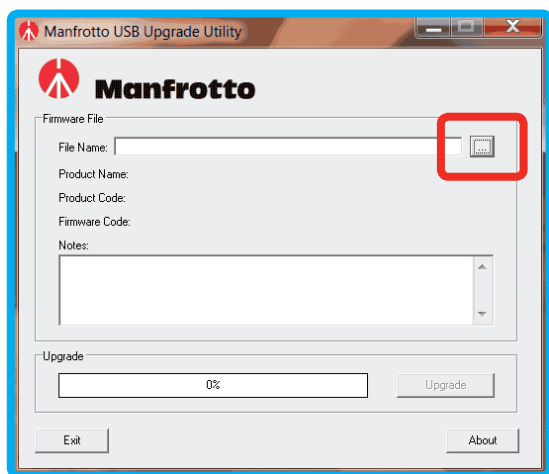 Manfrotto USB Upgrade Utility
Manfrotto
Firmware File
File Name:
...
Product Name:
Product Code:
Firmware Code:
Notes:
Upgrade
0%
Upgrade
Exit
About